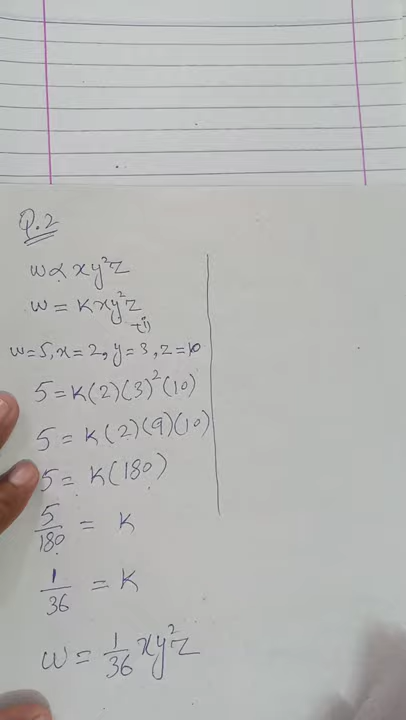 Q.2
w∝xy²z
w = Kxy²z
→(i)
w=5, x=2, y=3, z=10
5=K(2)(3)²(10)
5 = K(2)(9)(10)
5 = K(180)
5/180 = K
1/36 = K
w = 1/36 xy²z